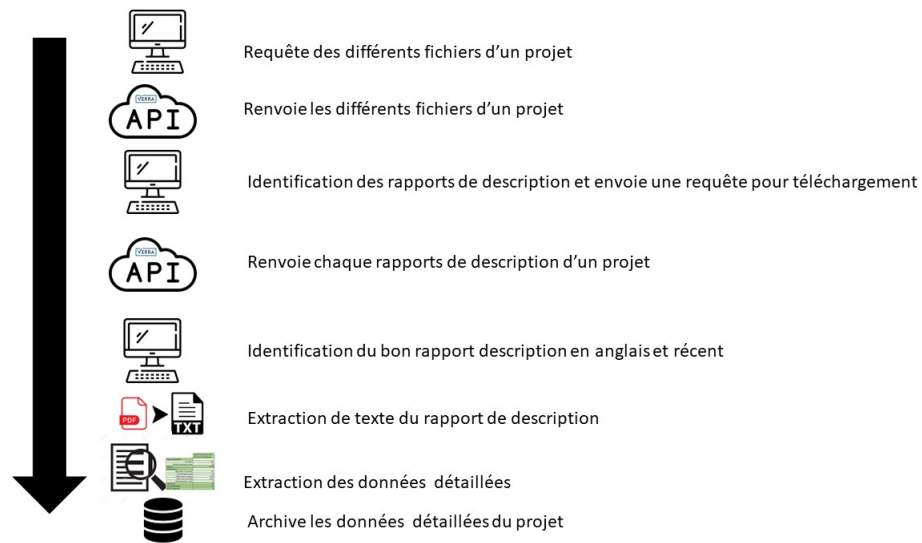 Requête des différents fichiers d'un projet
VERRA
API
Renvoie les différents fichiers d'un projet
Identification des rapports de description et envoie une requête pour téléchargement
VERRA
API
Renvoie chaque rapports de description d'un projet
Identification du bon rapport description en anglais et récent
PDF
TXT
Extraction de texte du rapport de description
Extraction des données détaillées
Archive les données détaillées du projet